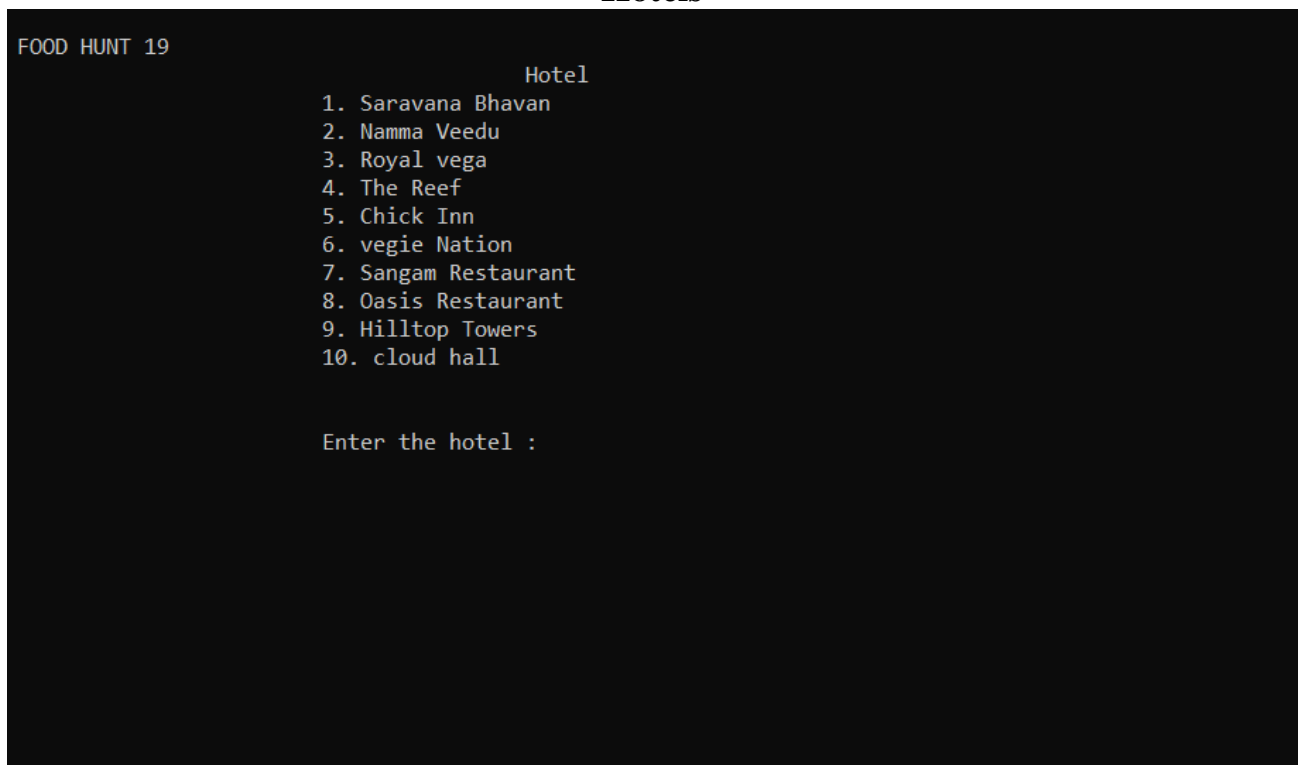 FOOD HUNT 19
Hotel
1. Saravana Bhavan
2. Namma Veedu
3. Royal vega
4. The Reef
5. Chick Inn
6. vegie Nation
7. Sangam Restaurant
8. Oasis Restaurant
9. Hilltop Towers
10. cloud hall
Enter the hotel :